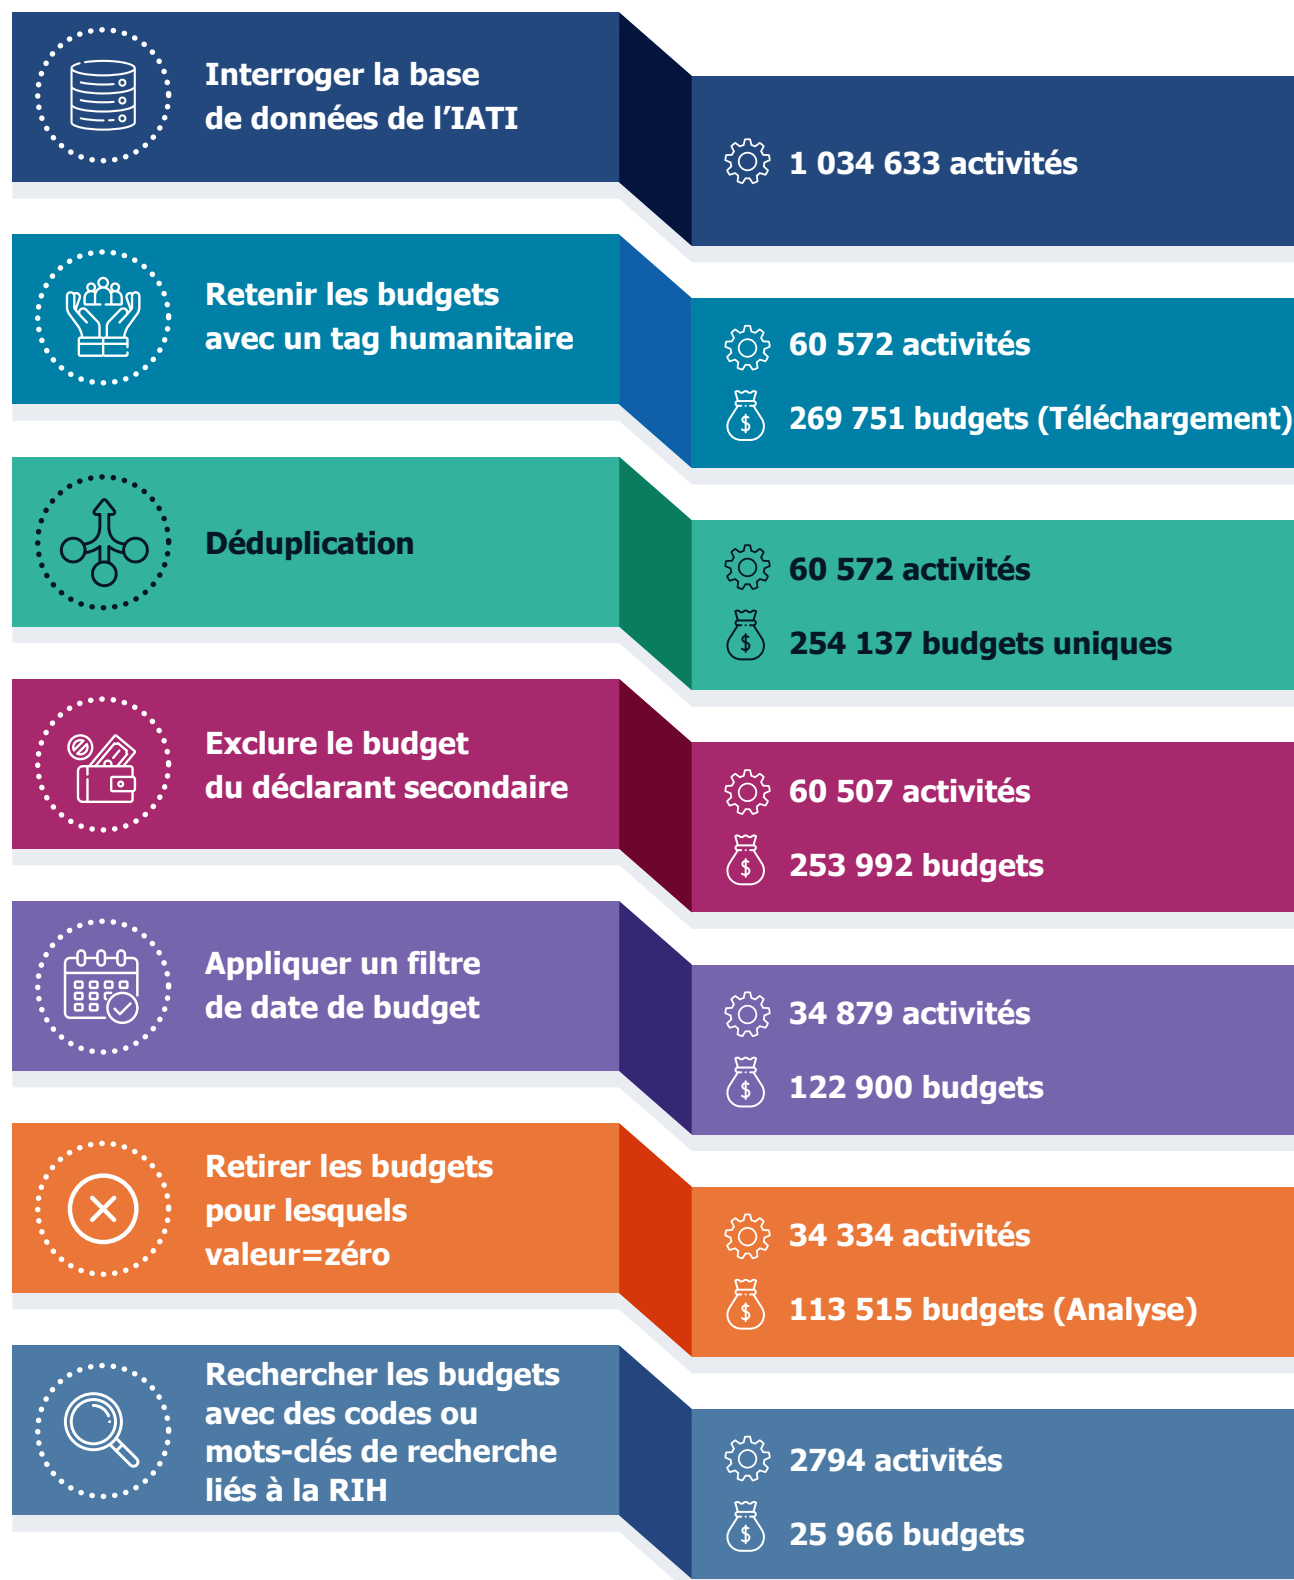 Interroger la base
de données de l’IATI
1 034 633 activités
Retenir les budgets
avec un tag humanitaire
60 572 activités
269 751 budgets (Téléchargement)
Déduplication
60 572 activités
254 137 budgets uniques
Exclure le budget
du déclarant secondaire
60 507 activités
253 992 budgets
Appliquer un filtre
de date de budget
34 879 activités
122 900 budgets
Retirer les budgets
pour lesquels
valeur=zéro
34 334 activités
113 515 budgets (Analyse)
Rechercher les budgets
avec des codes ou
mots-clés de recherche
liés à la RIH
2794 activités
25 966 budgets